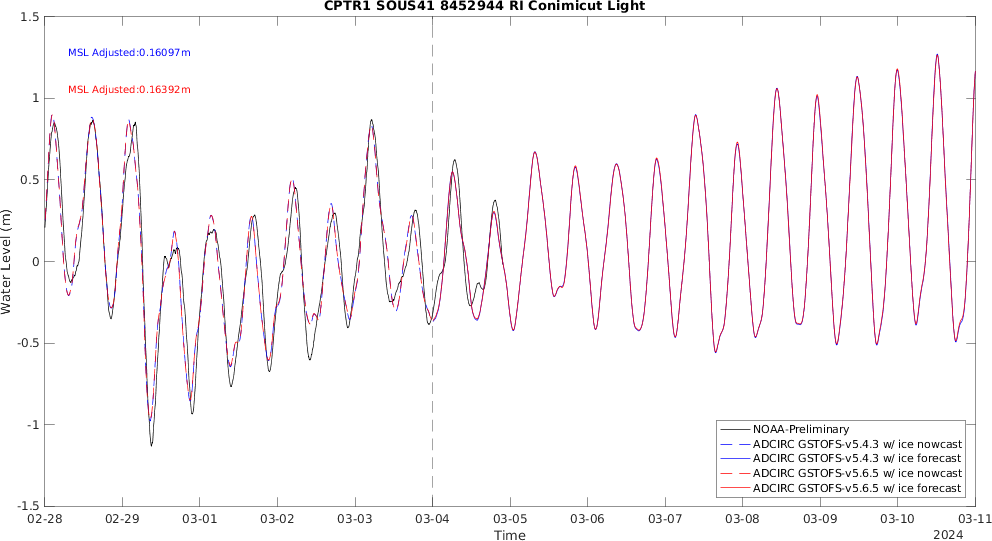 CPTR1 SOUS41 8452944 RI Conimicut Light
1.5
MSL Adjusted:0.16097m
MSL Adjusted:0.16392m
1
0.5
0
-0.5
-1
-1.5
Water Level (m)
NOAA-Preliminary
ADCIRC GSTOFS-v5.4.3 w/ ice nowcast
ADCIRC GSTOFS-v5.4.3 w/ ice forecast
ADCIRC GSTOFS-v5.6.5 w/ ice nowcast
ADCIRC GSTOFS-v5.6.5 w/ ice forecast
02-28 02-29 03-01 03-02 03-03 03-04 03-05 03-06 03-07 03-08 03-09 03-10 03-11
Time
2024